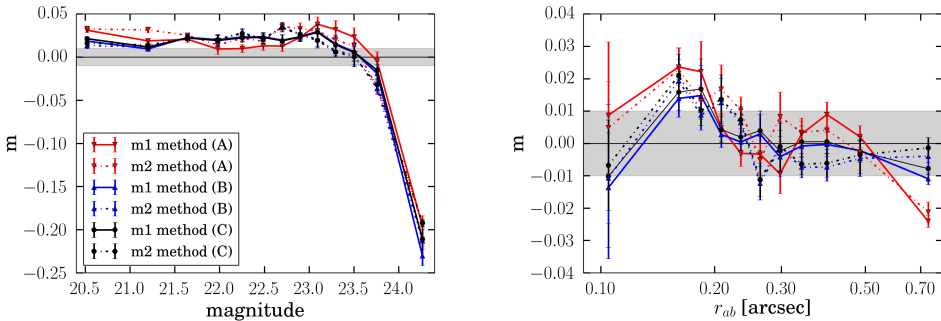 0.05
0.00
−0.05
−0.10
−0.15
−0.20
−0.25
m
m1 method (A)
m2 method (A)
m1 method (B)
m2 method (B)
m1 method (C)
m2 method (C)
20.5 21.0 21.5 22.0 22.5 23.0 23.5 24.0
magnitude
0.04
0.03
0.02
0.01
0.00
−0.01
−0.02
−0.03
−0.04
m
0.10 0.20 0.30 0.50 0.70
r_ab [arcsec]